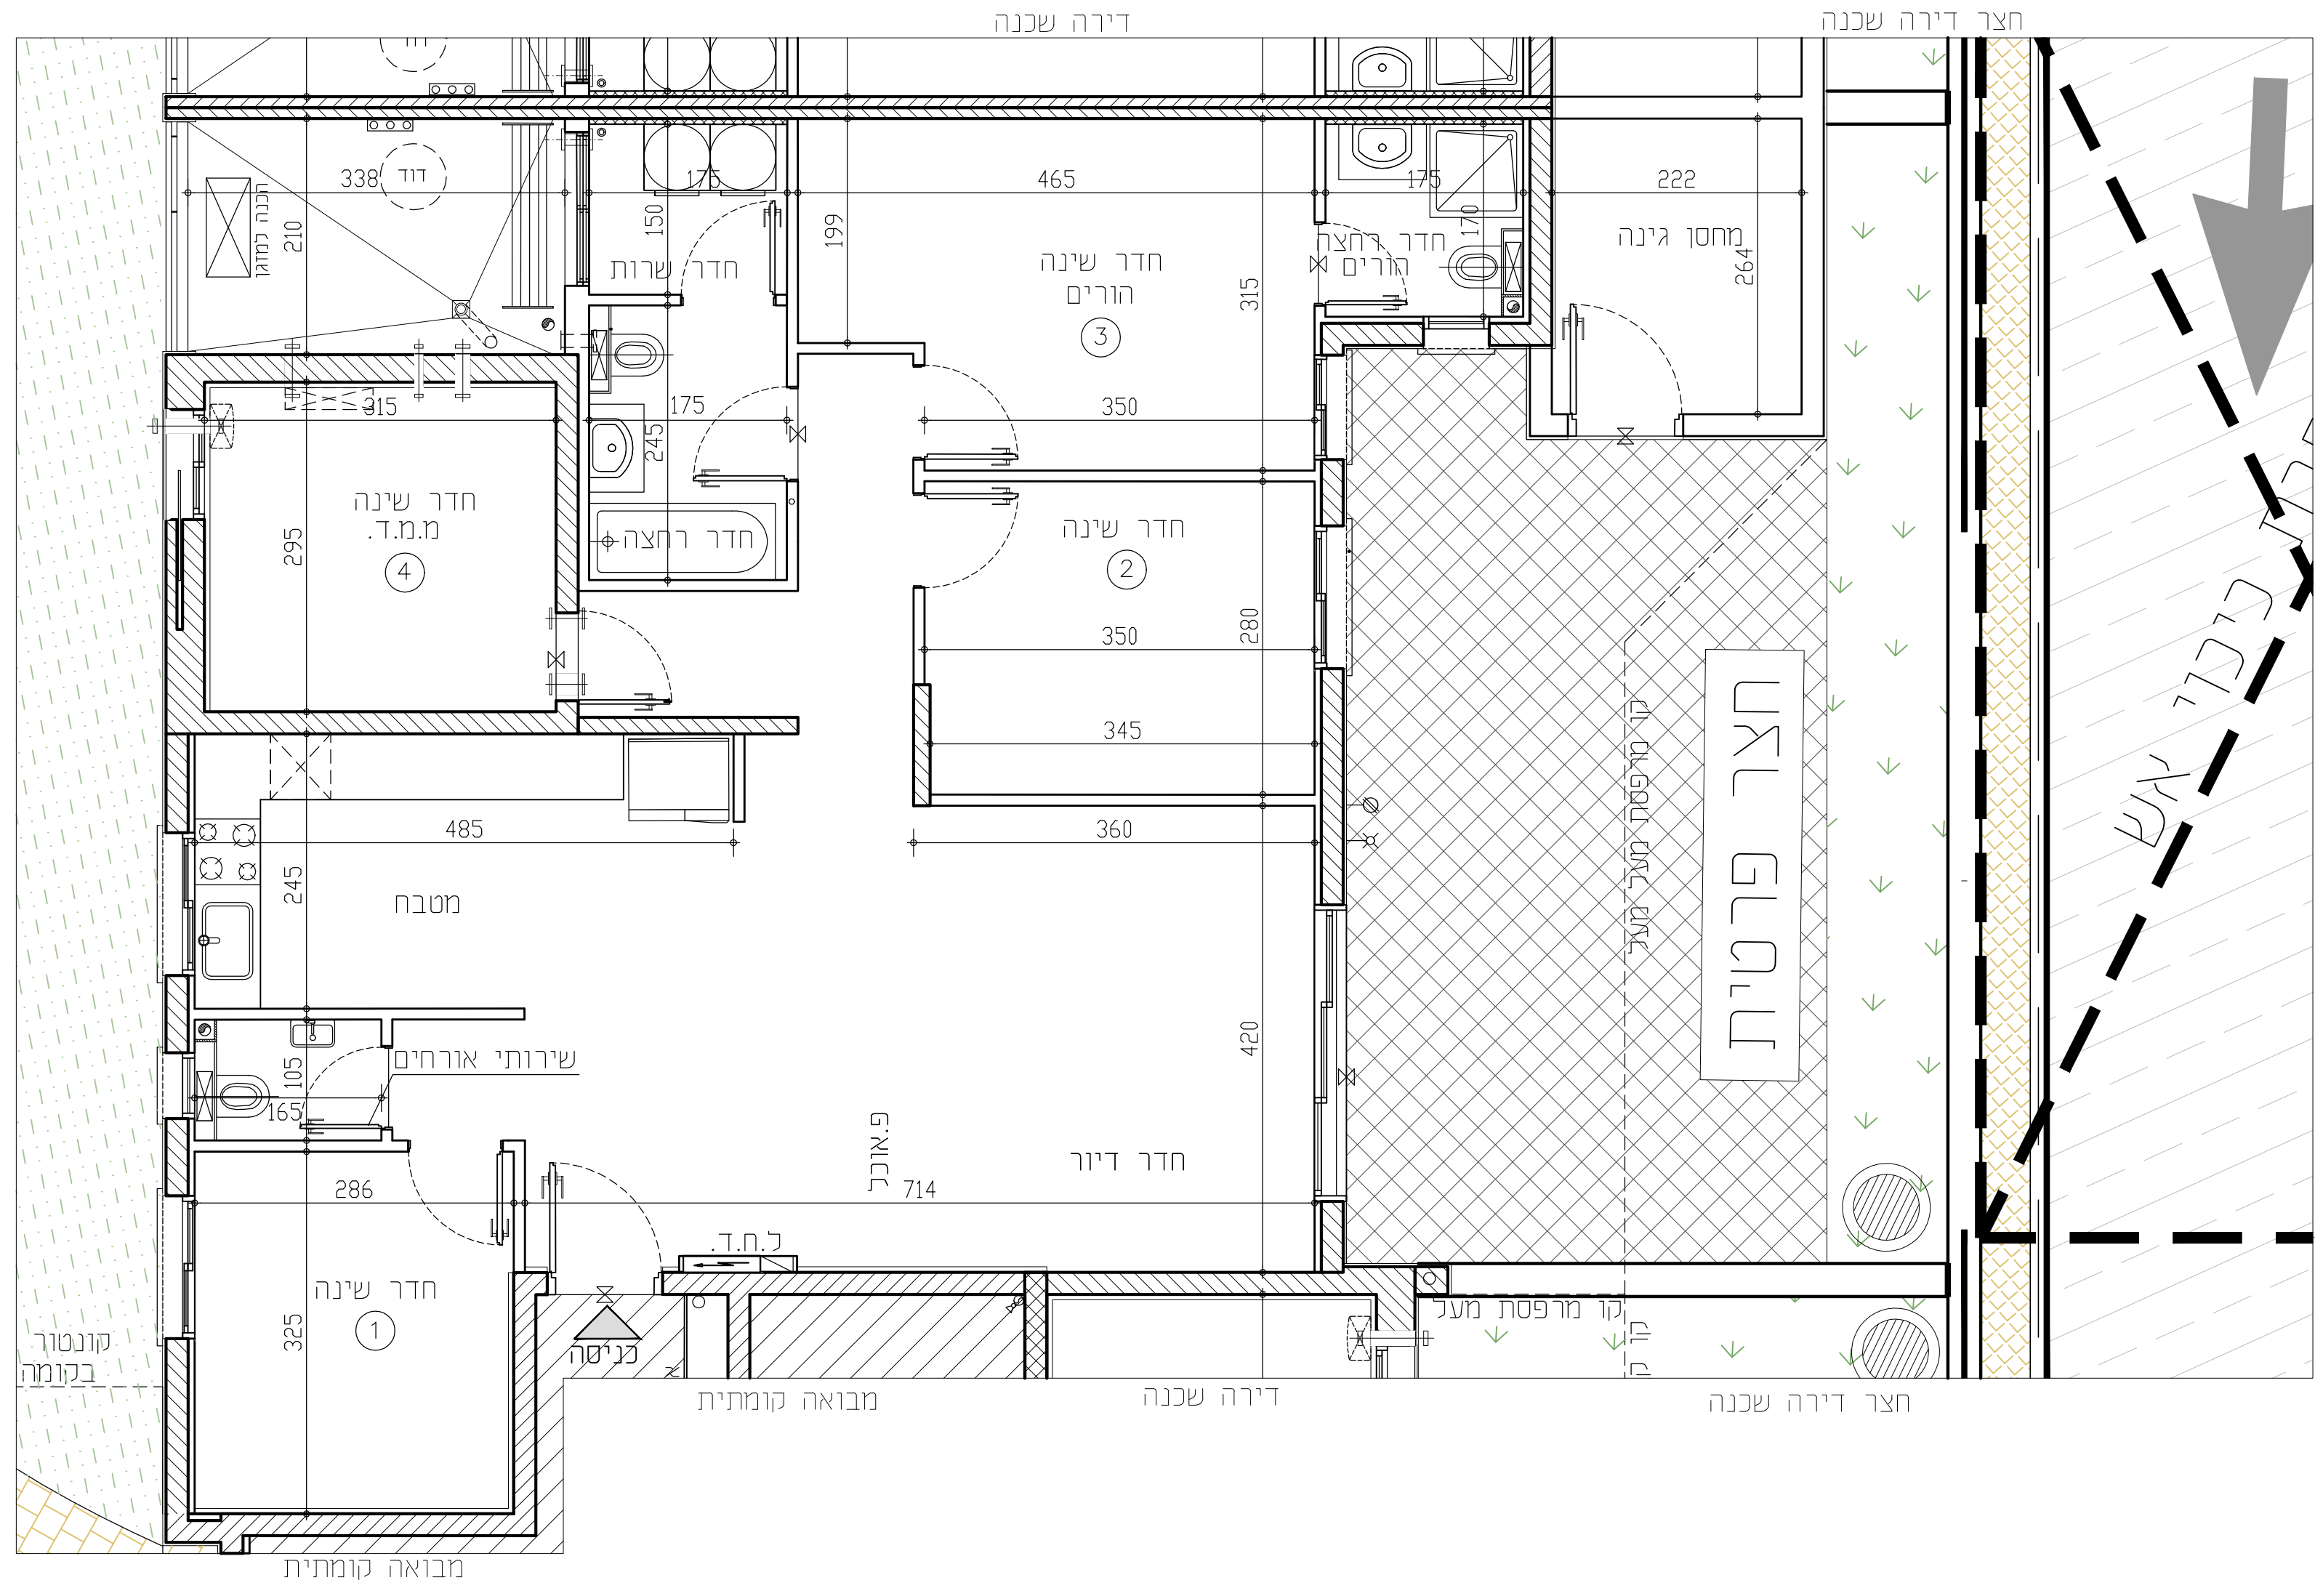 דירה שכנה
חצר דירה שכנה
דוד
338
175
465
175
222
הכנה למזגן
210
150
199
170
חדר שרות
חדר שינה
הורים
3
315
חדר רחצה
הורים
מחסן גינה
264
315
175
350
245
חדר שינה
מ.מ.ד.
4
295
חדר רחצה
חדר שינה
2
350
280
345
485
360
245
מטבח
קו מרפסת מעל מעל
חצר פרטית
כיבוי אש
שירותי אורחים
105
165
420
פ.אוכל
חדר דיור
286
714
ל.ח.ד.
חדר שינה
1
325
כניסה
קו מרפסת מעל
קונטור
בקומה
מבואה קומתית
דירה שכנה
חצר דירה שכנה
מבואה קומתית